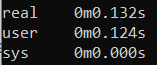 real    0m0.132s
user    0m0.124s
sys     0m0.000s